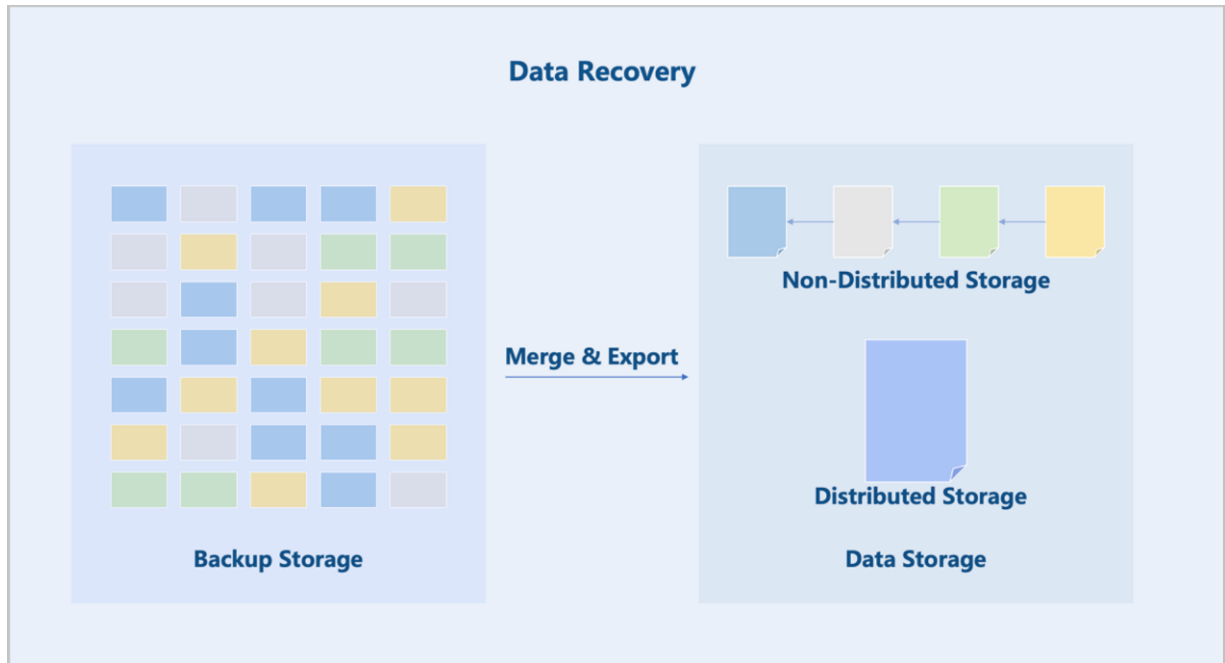 Data Recovery
Non-Distributed Storage
Merge & Export
Distributed Storage
Backup Storage
Data Storage